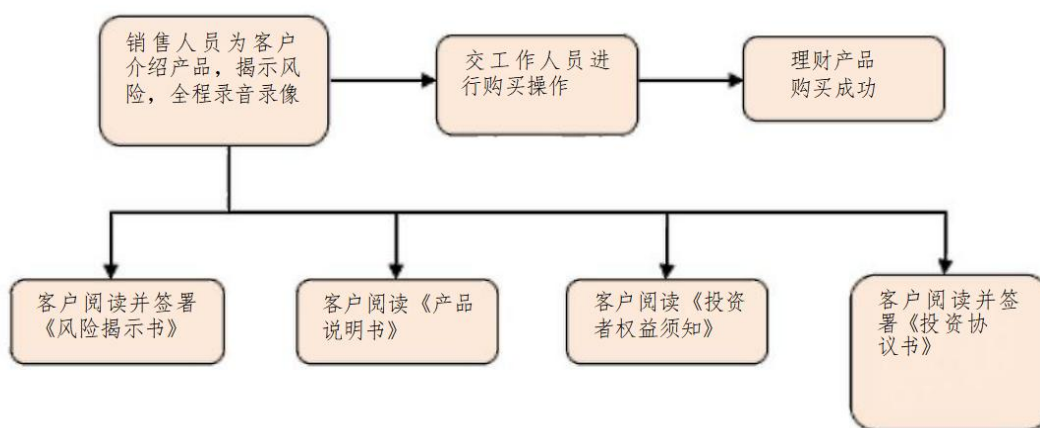 销售人员为客户
介绍产品，揭示风
险，全程录音录像
交工作人员进
行购买操作
理财产品
购买成功
客户阅读并签署
《风险揭示书》
客户阅读《产品
说明书》
客户阅读《投资
者权益须知》
客户阅读并签
署《投资协
议书》